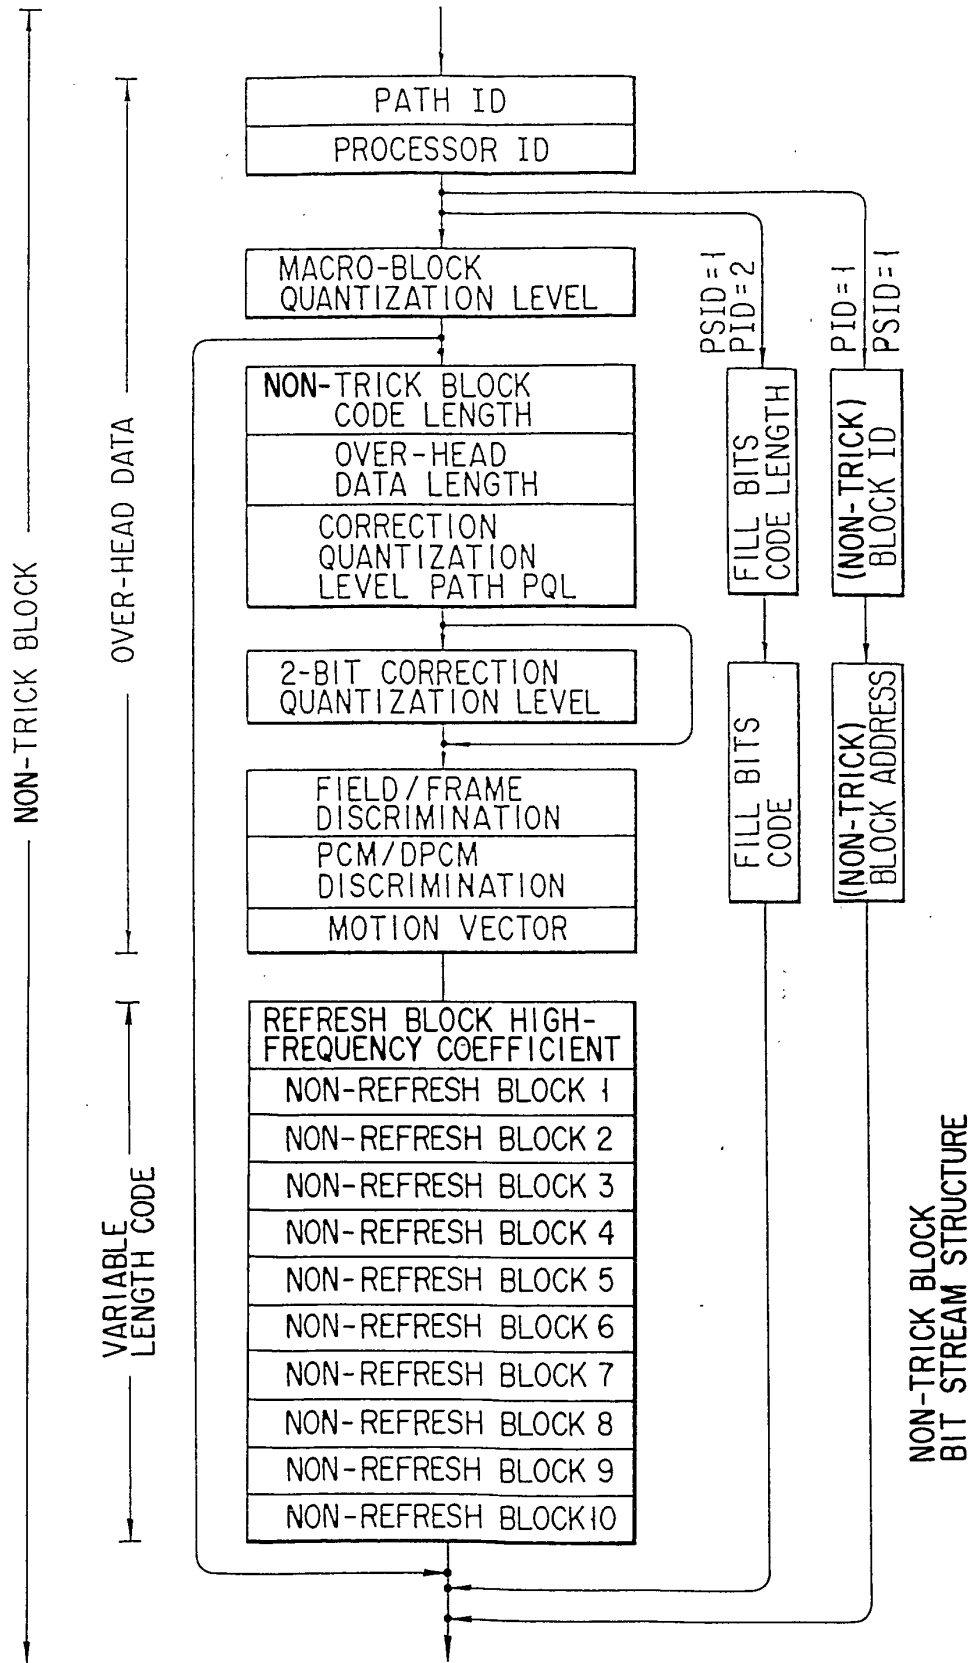 NON-TRICK BLOCK
OVER-HEAD DATA
VARIABLE
LENGTH CODE
PATH ID
PROCESSOR ID
MACRO-BLOCK
QUANTIZATION LEVEL
NON-TRICK BLOCK
CODE LENGTH
OVER-HEAD
DATA LENGTH
CORRECTION
QUANTIZATION
LEVEL PATH PQL
2-BIT CORRECTION
QUANTIZATION LEVEL
FIELD/FRAME
DISCRIMINATION
PCM/DPCM
DISCRIMINATION
MOTION VECTOR
REFRESH BLOCK HIGH-
FREQUENCY COEFFICIENT
NON-REFRESH BLOCK 1
NON-REFRESH BLOCK 2
NON-REFRESH BLOCK 3
NON-REFRESH BLOCK 4
NON-REFRESH BLOCK 5
NON-REFRESH BLOCK 6
NON-REFRESH BLOCK 7
NON-REFRESH BLOCK 8
NON-REFRESH BLOCK 9
NON-REFRESH BLOCK 10
PSID=1
PID=2
FILL BITS
CODE LENGTH
FILL BITS
CODE
PID=1
PSID=1
(NON-TRICK)
BLOCK ID
(NON-TRICK)
BLOCK ADDRESS
NON-TRICK BLOCK
BIT STREAM STRUCTURE